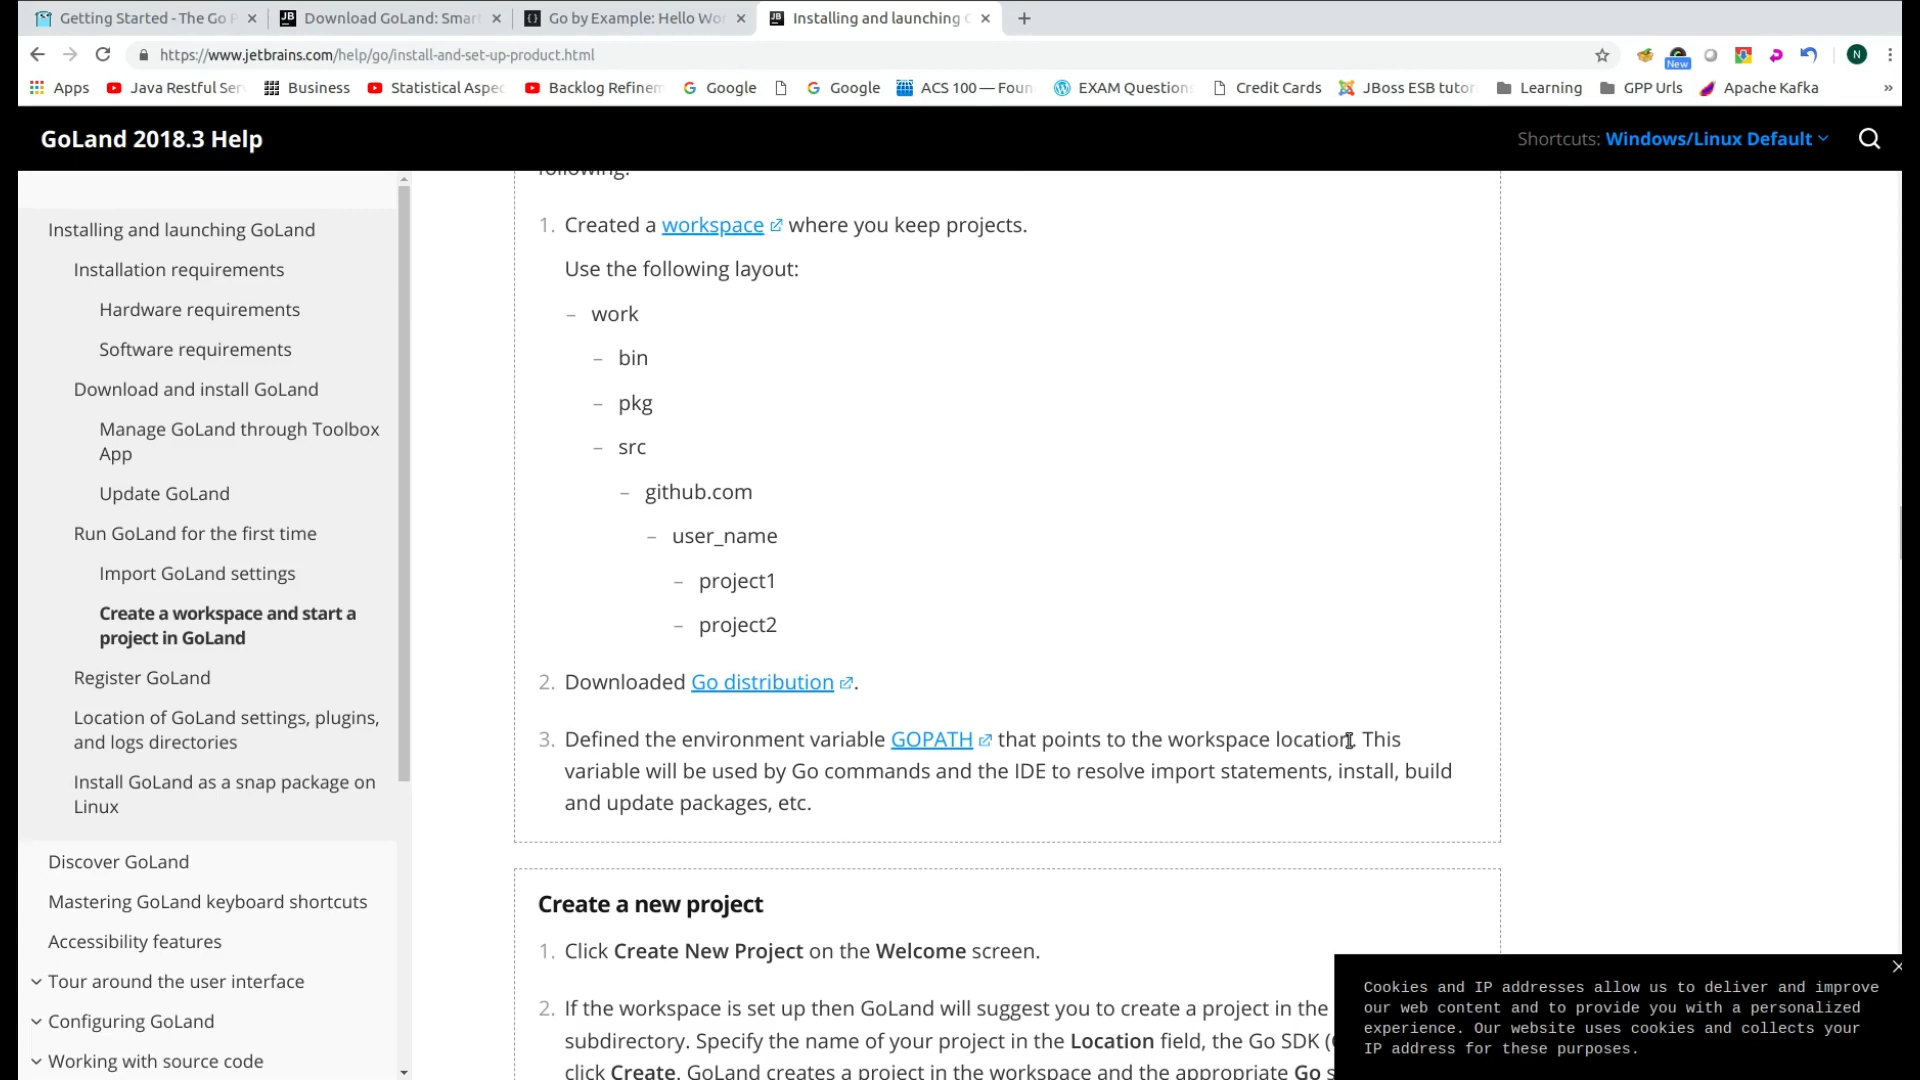 Getting Started - The Go P
Download GoLand: Smart
Go by Example: Hello Wor
Installing and launching G
https://www.jetbrains.com/help/go/install-and-set-up-product.html
New
N
Apps
Java Restful Ser
Business
Statistical Aspec
Backlog Refinem
Google
Google
ACS 100 — Foun
EXAM Questions
Credit Cards
JBoss ESB tutor
Learning
GPP Urls
Apache Kafka
»
GoLand 2018.3 Help
Shortcuts: Windows/Linux Default
Installing and launching GoLand
Installation requirements
Hardware requirements
Software requirements
Download and install GoLand
Manage GoLand through Toolbox
App
Update GoLand
Run GoLand for the first time
Import GoLand settings
Create a workspace and start a
project in GoLand
Register GoLand
Location of GoLand settings, plugins,
and logs directories
Install GoLand as a snap package on
Linux
Discover GoLand
Mastering GoLand keyboard shortcuts
Accessibility features
Tour around the user interface
Configuring GoLand
Working with source code
following:
1. Created a workspace where you keep projects.
Use the following layout:
– work
– bin
– pkg
– src
– github.com
– user_name
– project1
– project2
2. Downloaded Go distribution.
3. Defined the environment variable GOPATH that points to the workspace location. This
variable will be used by Go commands and the IDE to resolve import statements, install, build
and update packages, etc.
Create a new project
1. Click Create New Project on the Welcome screen.
2. If the workspace is set up then GoLand will suggest you to create a project in the
subdirectory. Specify the name of your project in the Location field, the Go SDK (
click Create. GoLand creates a project in the workspace and the appropriate Go s
Cookies and IP addresses allow us to deliver and improve
our web content and to provide you with a personalized
experience. Our website uses cookies and collects your
IP address for these purposes.